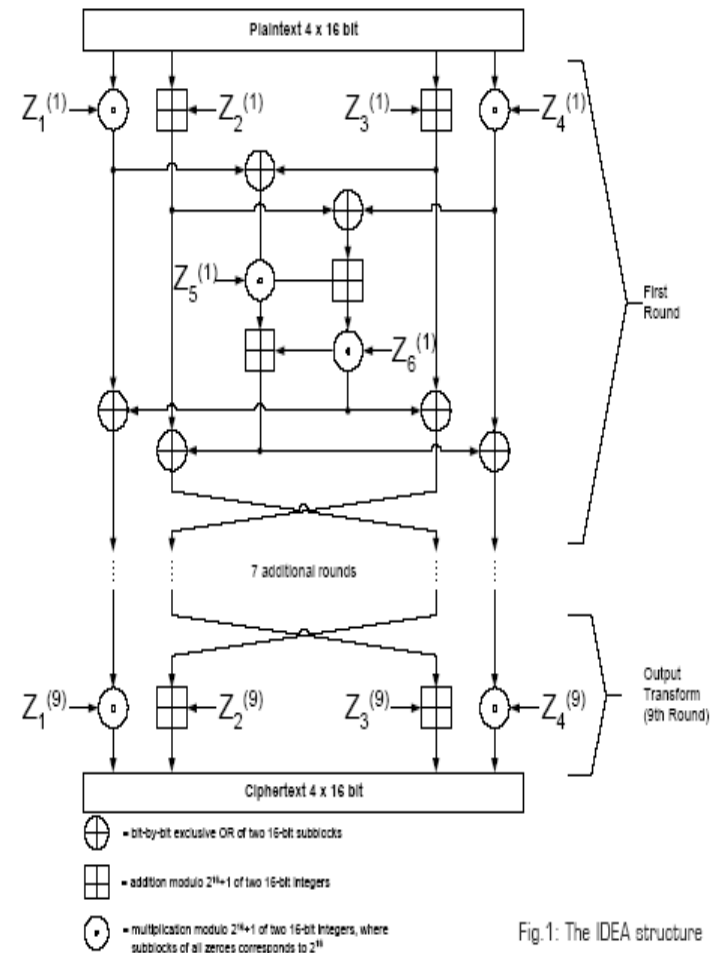 Plaintext 4 x 16 bit
Z₁⁽¹⁾ Z₂⁽¹⁾ Z₃⁽¹⁾ Z₄⁽¹⁾
Z₅⁽¹⁾
Z₆⁽¹⁾
First
Round
7 additional rounds
Output
Transform
(9th Round)
Z₁⁽⁹⁾ Z₂⁽⁹⁾ Z₃⁽⁹⁾ Z₄⁽⁹⁾
Ciphertext 4 x 16 bit
= bit-by-bit exclusive OR of two 16-bit subblocks
= addition modulo 2¹⁶+1 of two 16-bit integers
= multiplication modulo 2¹⁶+1 of two 16-bit integers, where
subblocks of all zeroes corresponds to 2¹⁶
Fig.1: The IDEA structure